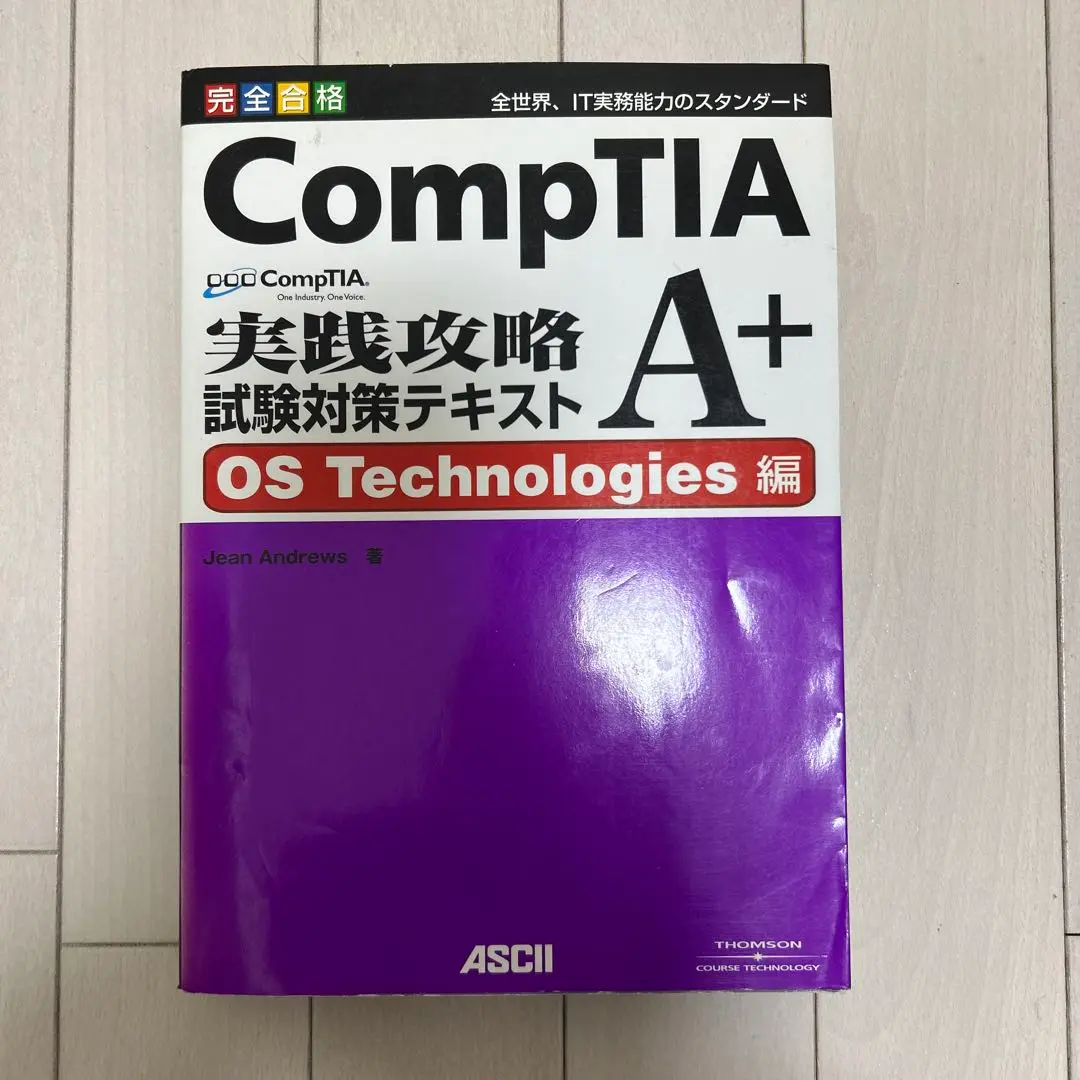 完全合格
全世界、IT実務能力のスタンダード
CompTIA
CompTIA®
One Industry. One Voice.
実践攻略
試験対策テキスト
A+
OS Technologies 編
Jean Andrews 著
ASCII
THOMSON
COURSE TECHNOLOGY